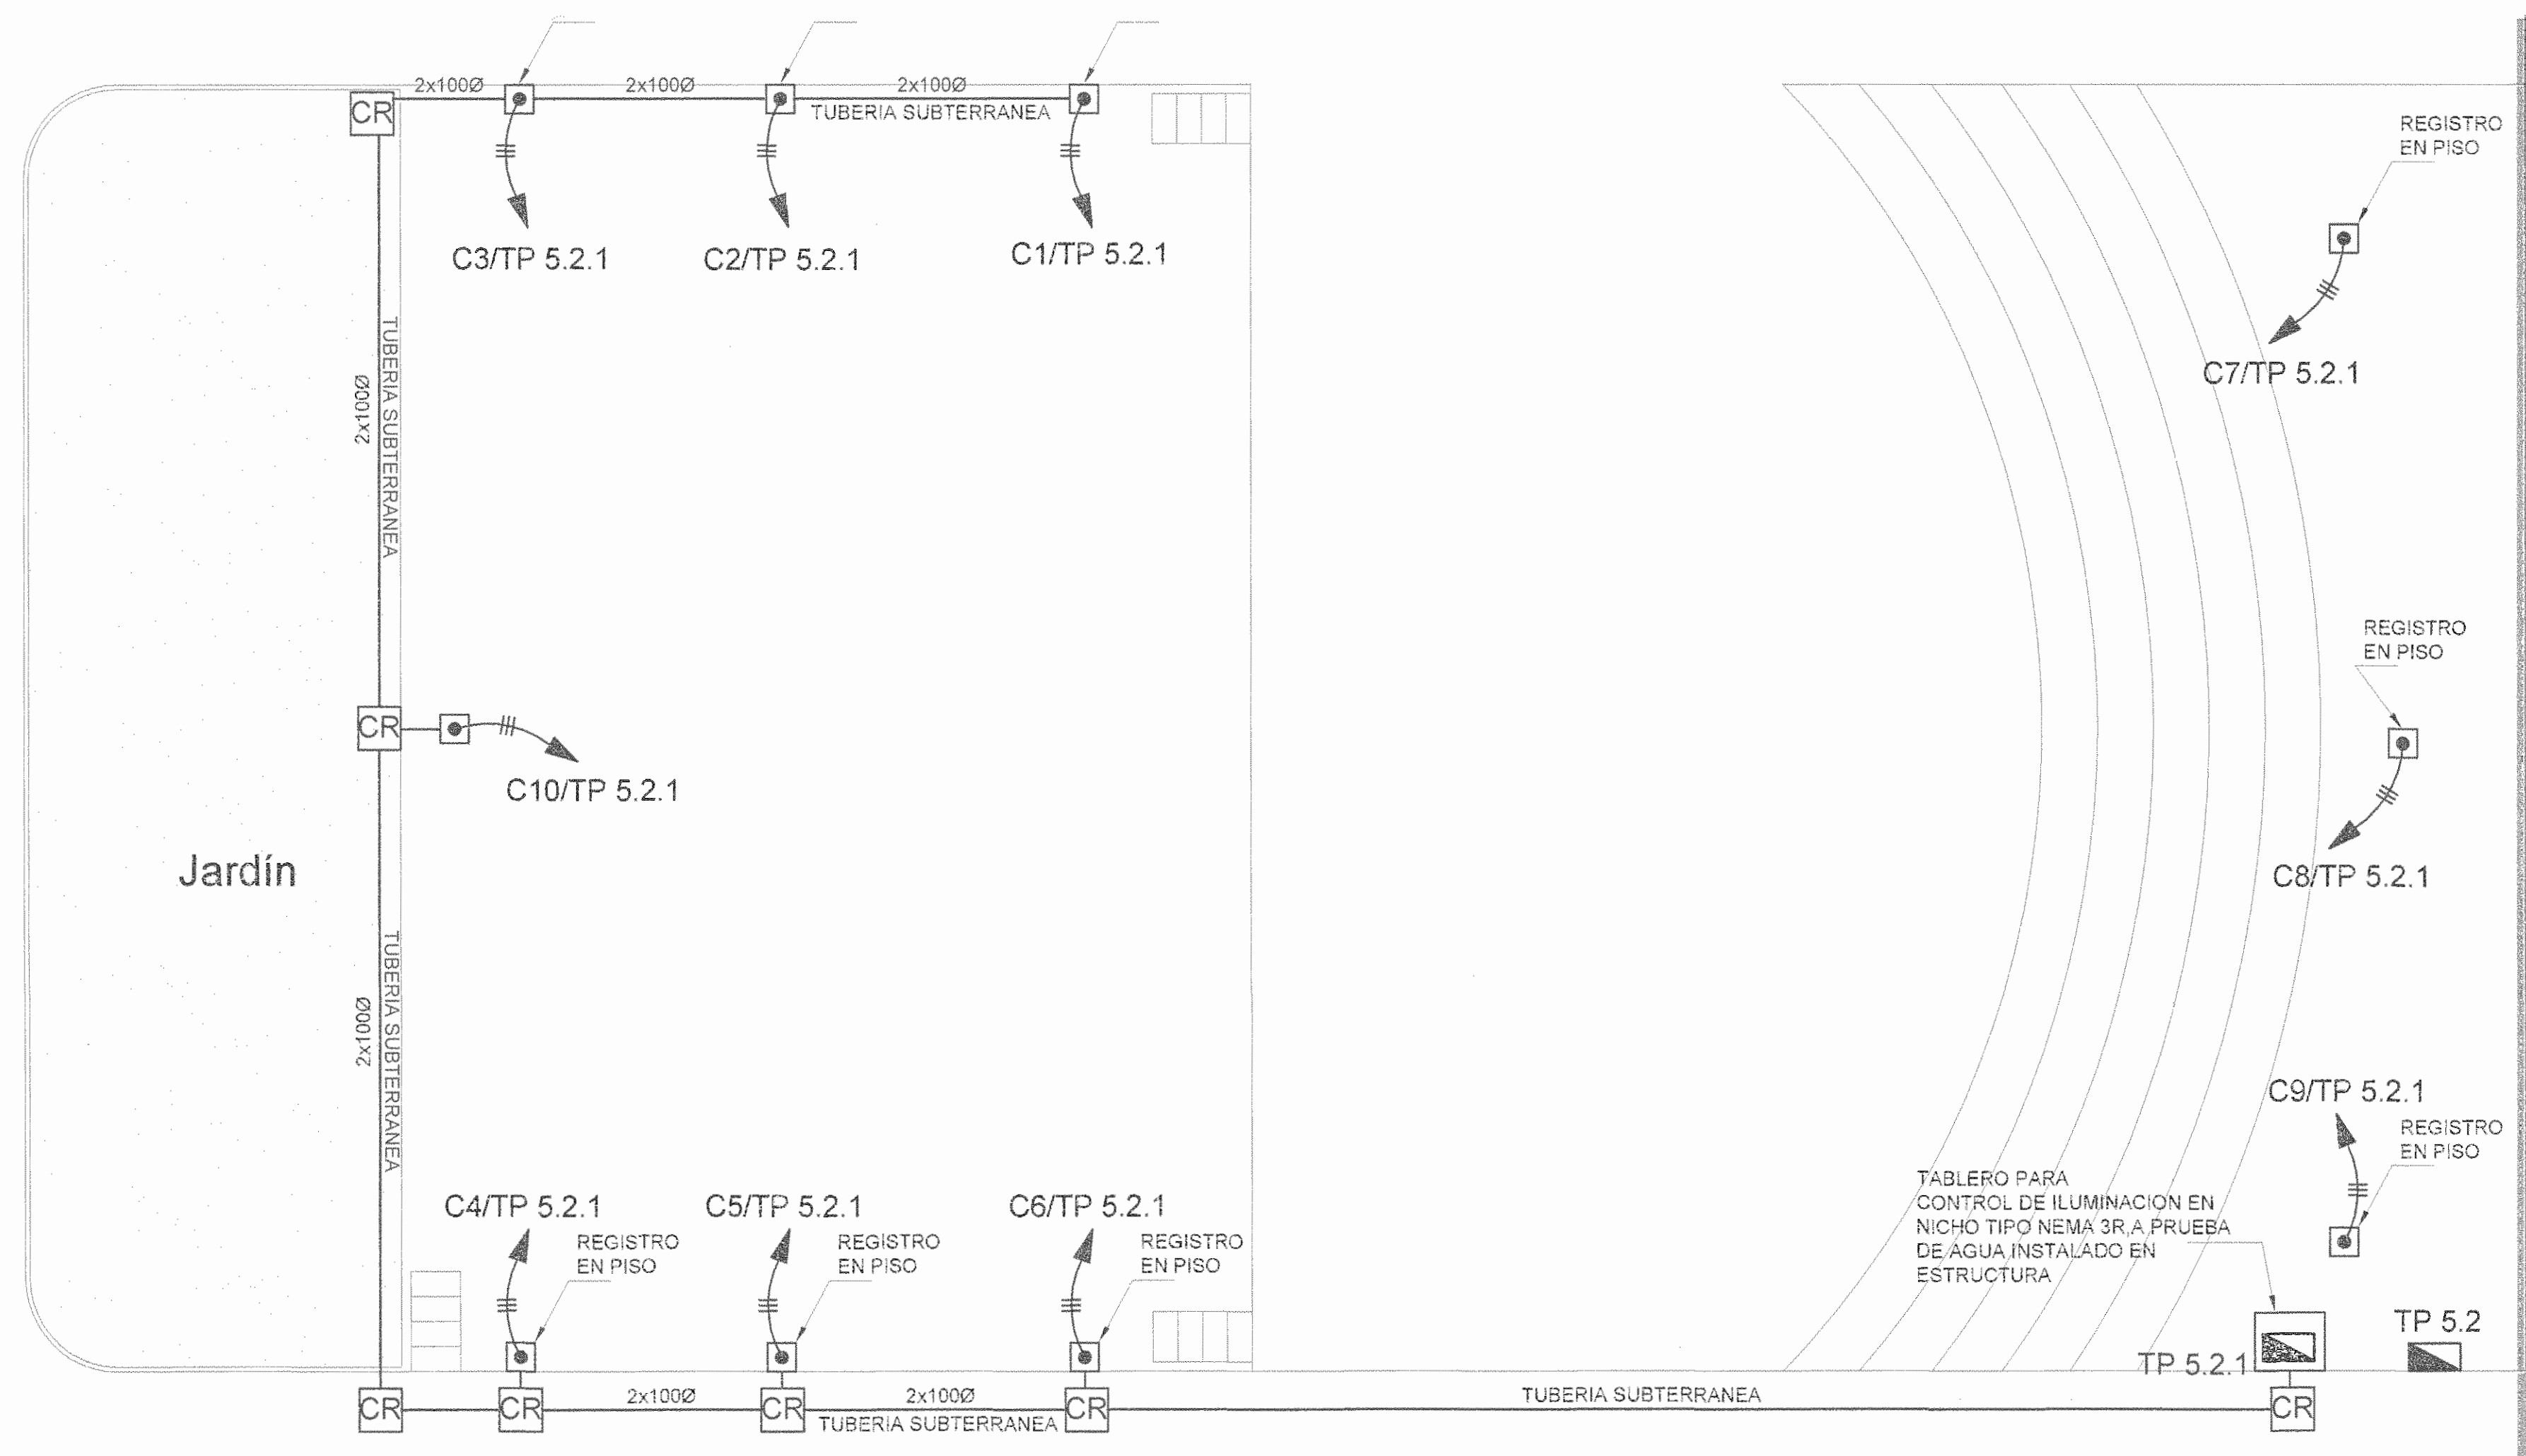 2x100Ø
2x100Ø
2x100Ø
TUBERIA SUBTERRANEA
CR
C3/TP 5.2.1
C2/TP 5.2.1
C1/TP 5.2.1
REGISTRO
EN PISO
C7/TP 5.2.1
TUBERIA SUBTERRANEA
2x100Ø
REGISTRO
EN PISO
CR
C10/TP 5.2.1
C8/TP 5.2.1
Jardín
TUBERIA SUBTERRANEA
2x100Ø
C9/TP 5.2.1
REGISTRO
EN PISO
TABLERO PARA
CONTROL DE ILUMINACION EN
NICHO TIPO NEMA 3R,A PRUEBA
DE AGUA INSTALADO EN
ESTRUCTURA
C4/TP 5.2.1
REGISTRO
EN PISO
C5/TP 5.2.1
REGISTRO
EN PISO
C6/TP 5.2.1
REGISTRO
EN PISO
TP 5.2.1
TP 5.2
CR
CR
2x100Ø
CR
2x100Ø
TUBERIA SUBTERRANEA
CR
TUBERIA SUBTERRANEA
CR